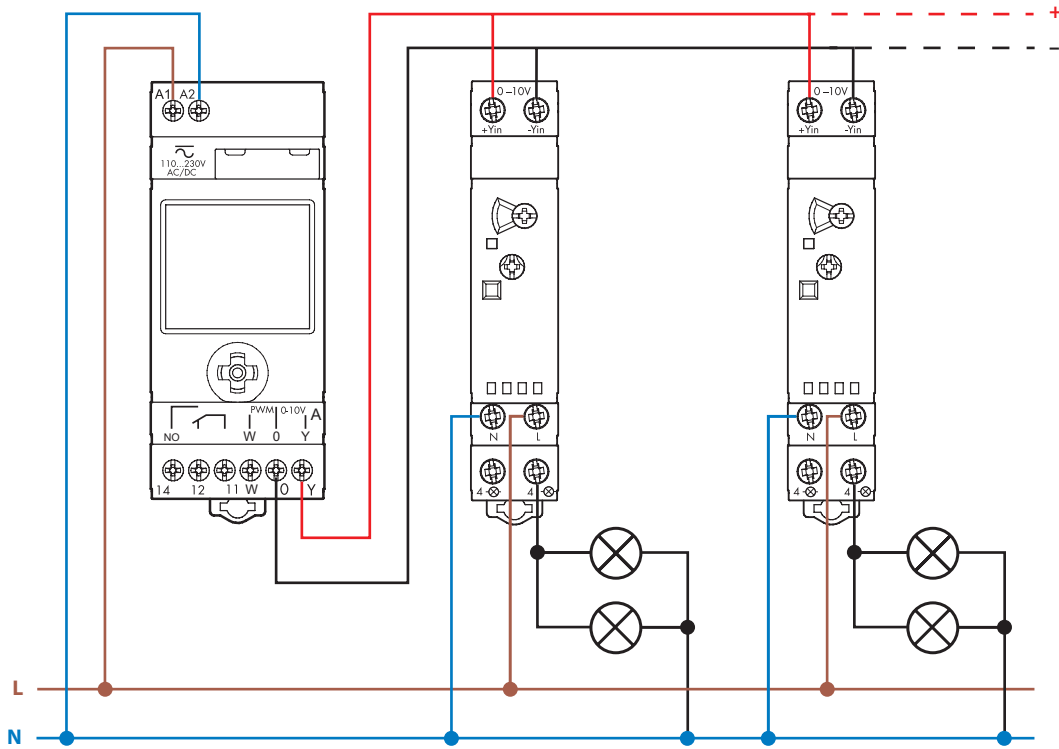 +
–
A1 A2
110...230V
AC/DC
PWM 0-10V A
NO W 0 Y
14 12 11 W O Y
0–10V
+Yin -Yin
N L
4 4
0–10V
+Yin -Yin
N L
4 4
L
N